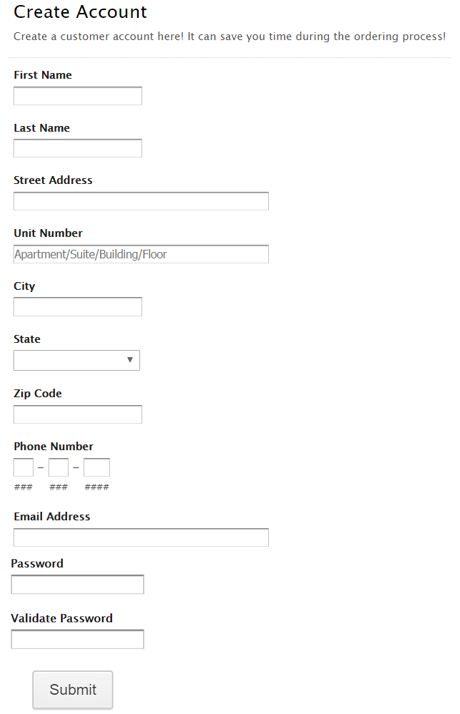 Create Account
Create a customer account here! It can save you time during the ordering process!
First Name
Last Name
Street Address
Unit Number
Apartment/Suite/Building/Floor
City
State
Zip Code
Phone Number
– –
### ### ####
Email Address
Password
Validate Password
Submit